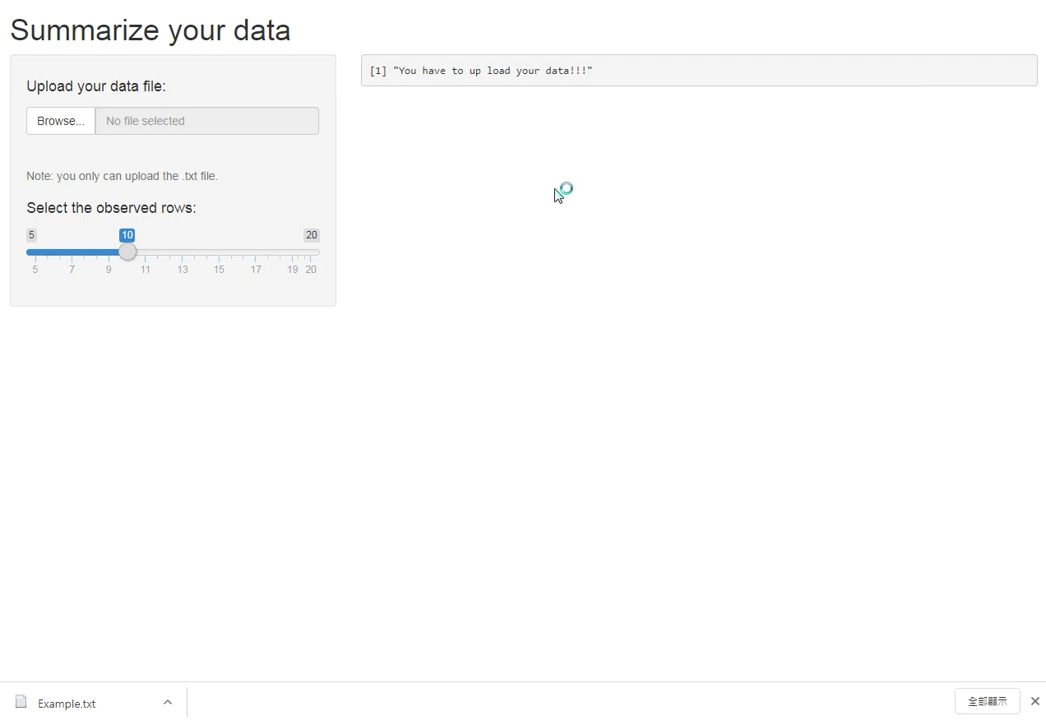 Summarize your data
Upload your data file:
Browse... No file selected
Note: you only can upload the .txt file.
Select the observed rows:
5 10 20
5 7 9 11 13 15 17 19 20
[1] "You have to up load your data!!!"
Example.txt
全部顯示